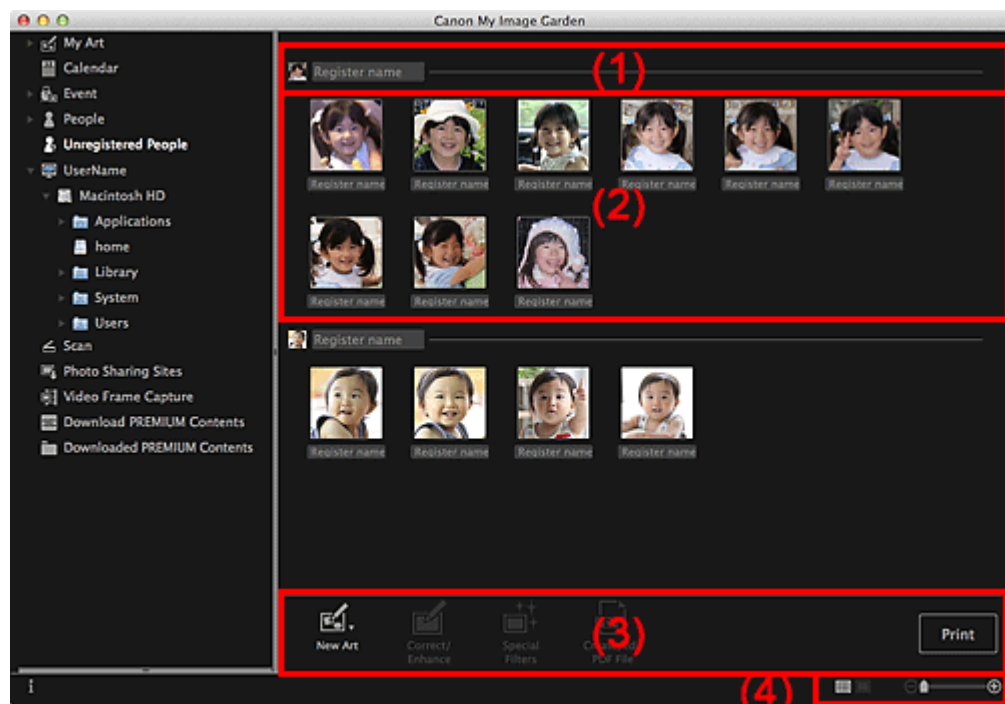 Canon My Image Garden
My Art
Calendar
Event
People
Unregistered People
UserName
Macintosh HD
Applications
home
Library
System
Users
Scan
Photo Sharing Sites
Video Frame Capture
Download PREMIUM Contents
Downloaded PREMIUM Contents
Register name
(1)
Register name Register name Register name Register name Register name Register name
(2)
Register name Register name Register name
Register name
Register name Register name Register name Register name
New Art
Correct/
Enhance
Special
Filters
PDF File
(3)
Print
(4)